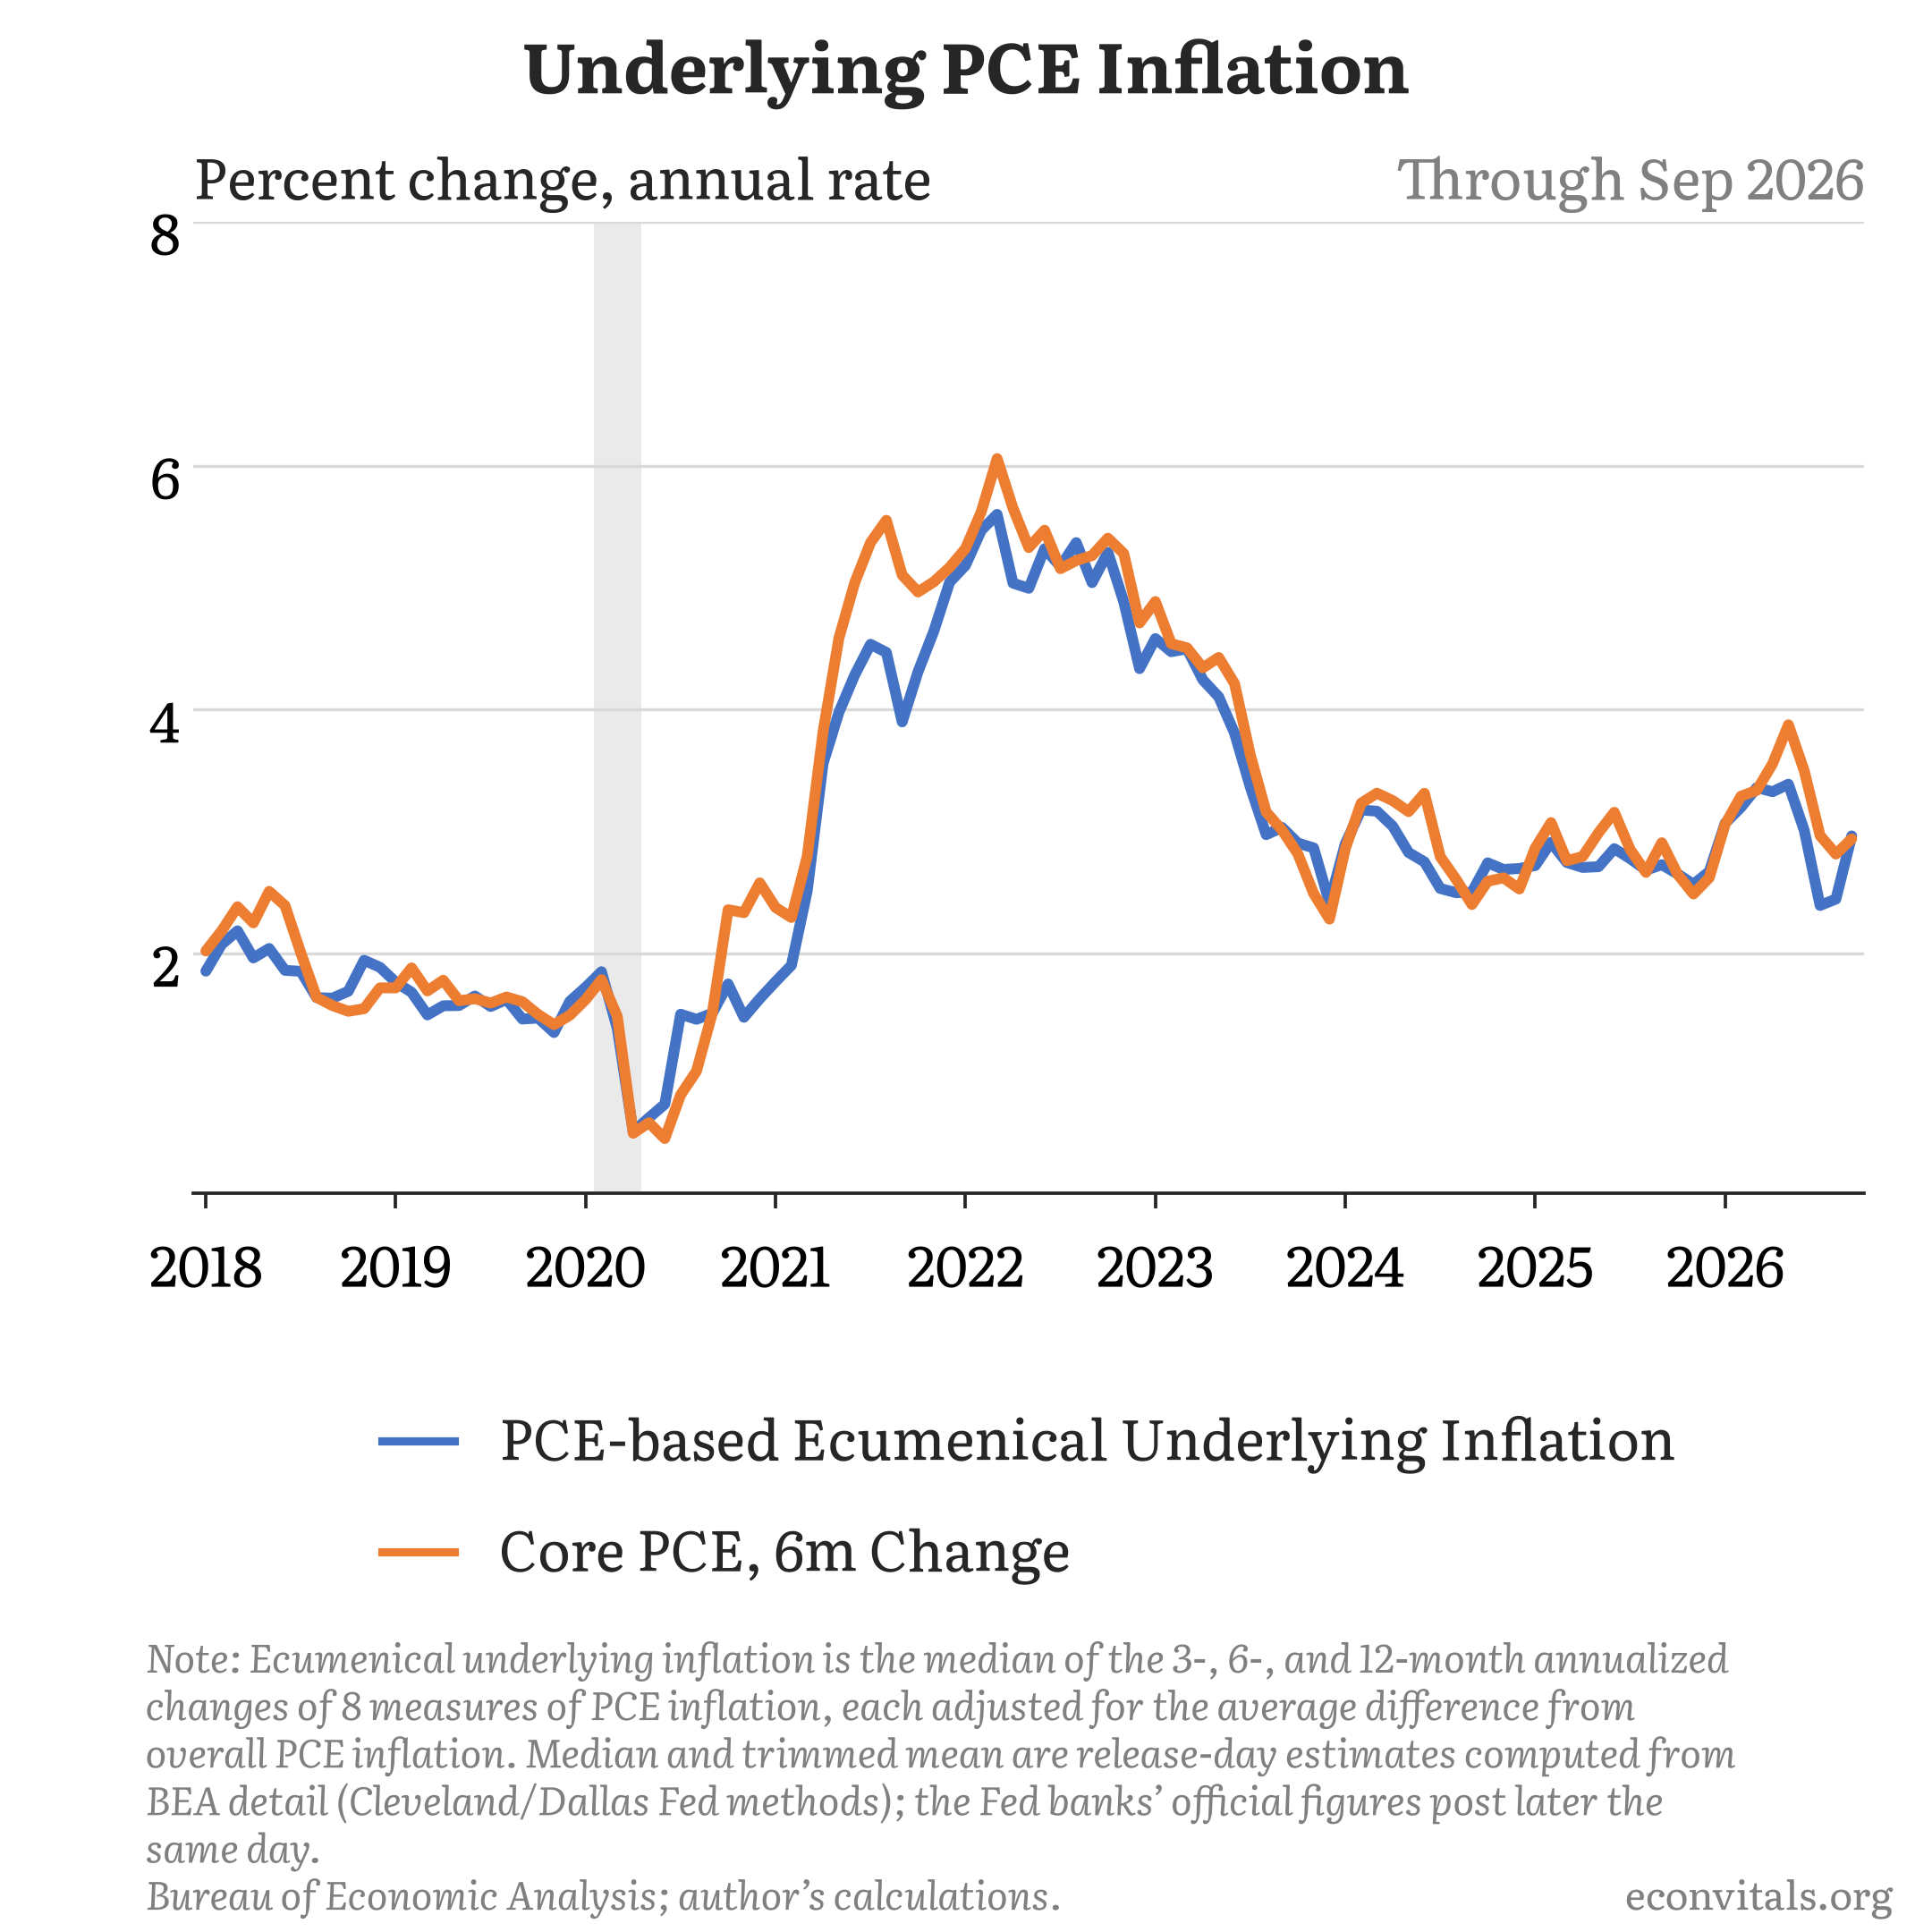 Underlying PCE Inflation
Percent change, annual rate
Through Sep 2026
8
6
4
2
2018 2019 2020 2021 2022 2023 2024 2025 2026
PCE-based Ecumenical Underlying Inflation
Core PCE, 6m Change
Note: Ecumenical underlying inflation is the median of the 3-, 6-, and 12-month annualized
changes of 8 measures of PCE inflation, each adjusted for the average difference from
overall PCE inflation. Median and trimmed mean are release-day estimates computed from
BEA detail (Cleveland/Dallas Fed methods); the Fed banks’ official figures post later the
same day.
Bureau of Economic Analysis; author’s calculations.
econvitals.org